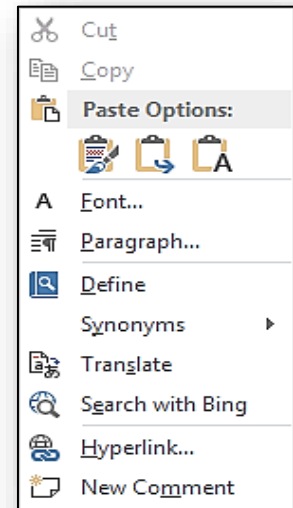 Cut
Copy
Paste Options:
A
A Font...
Paragraph...
Define
Synonyms
Translate
Search with Bing
Hyperlink...
New Comment